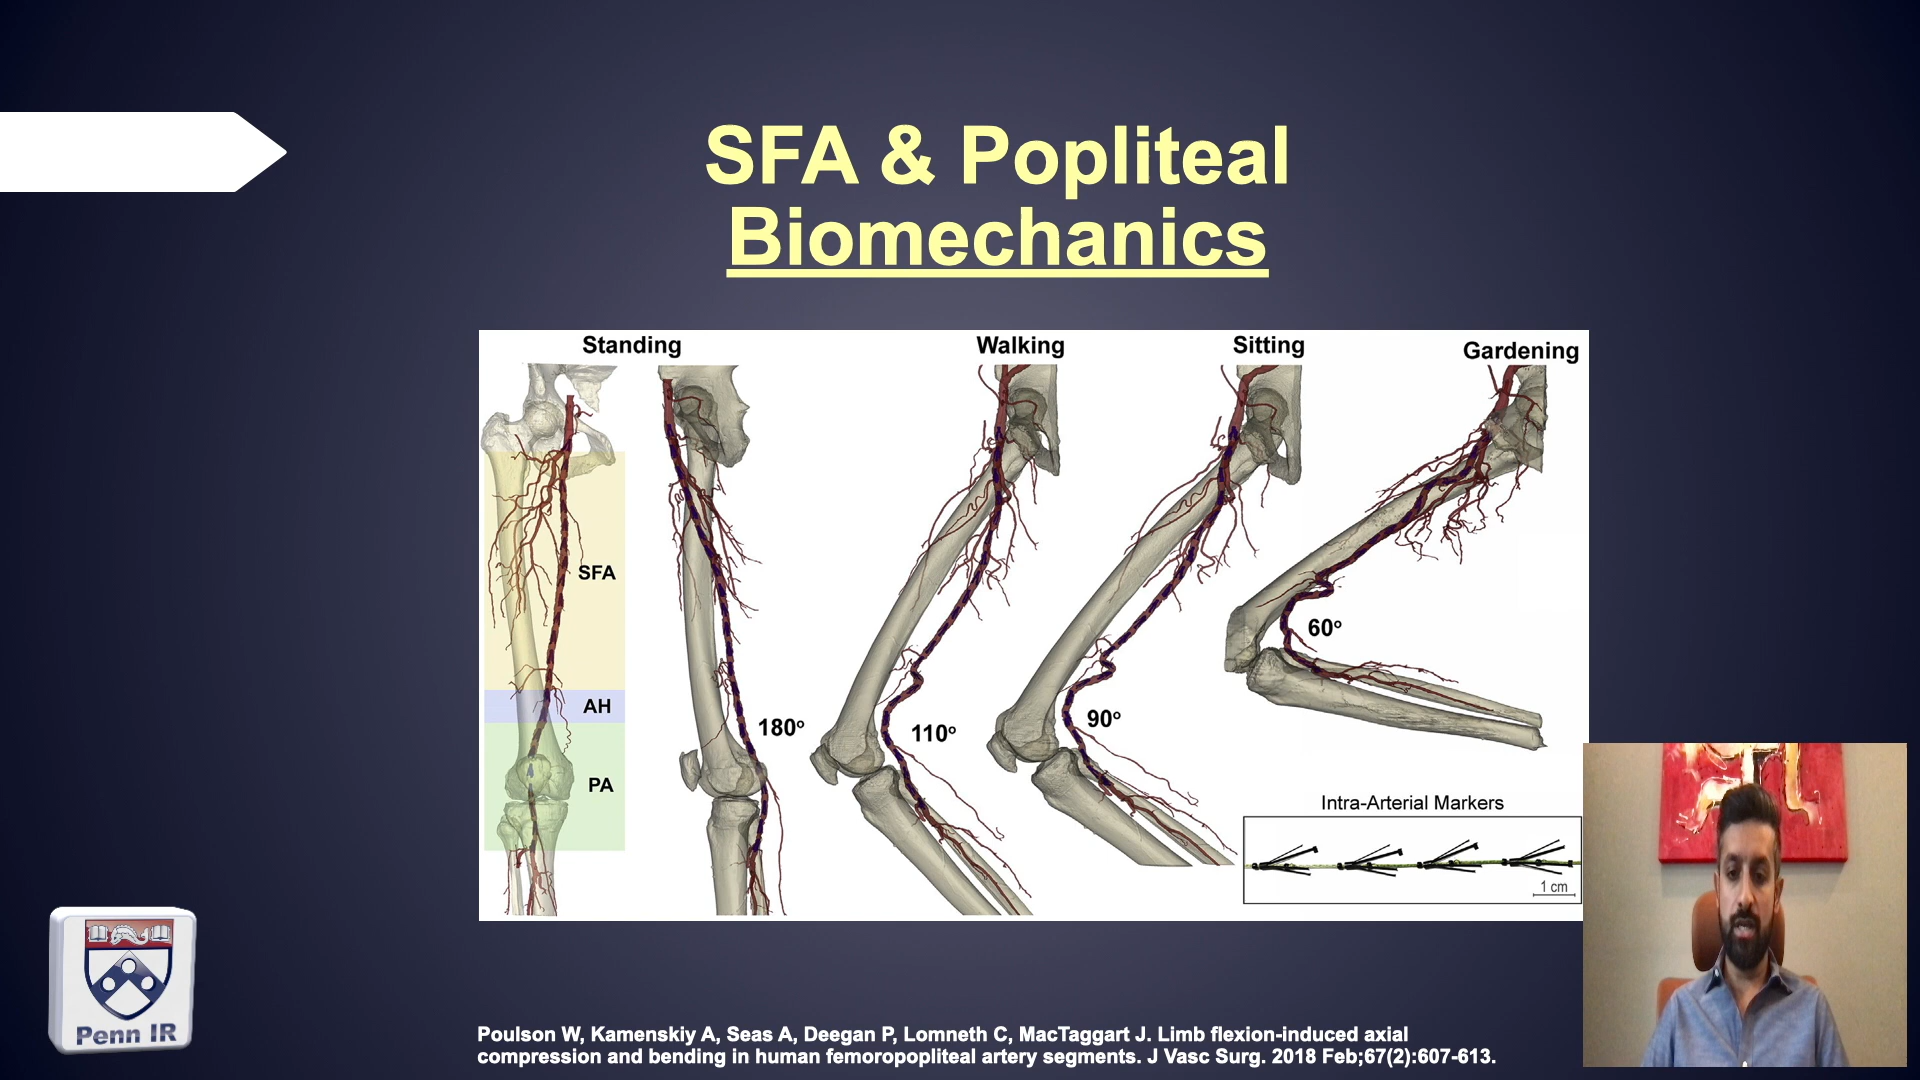 SFA & Popliteal
Biomechanics
Standing
Walking
Sitting
Gardening
SFA
AH
PA
180°
110°
90°
60°
Intra-Arterial Markers
1 cm
Penn IR
Poulson W, Kamenskiy A, Seas A, Deegan P, Lomneth C, MacTaggart J. Limb flexion-induced axial
compression and bending in human femoropopliteal artery segments. J Vasc Surg. 2018 Feb;67(2):607-613.